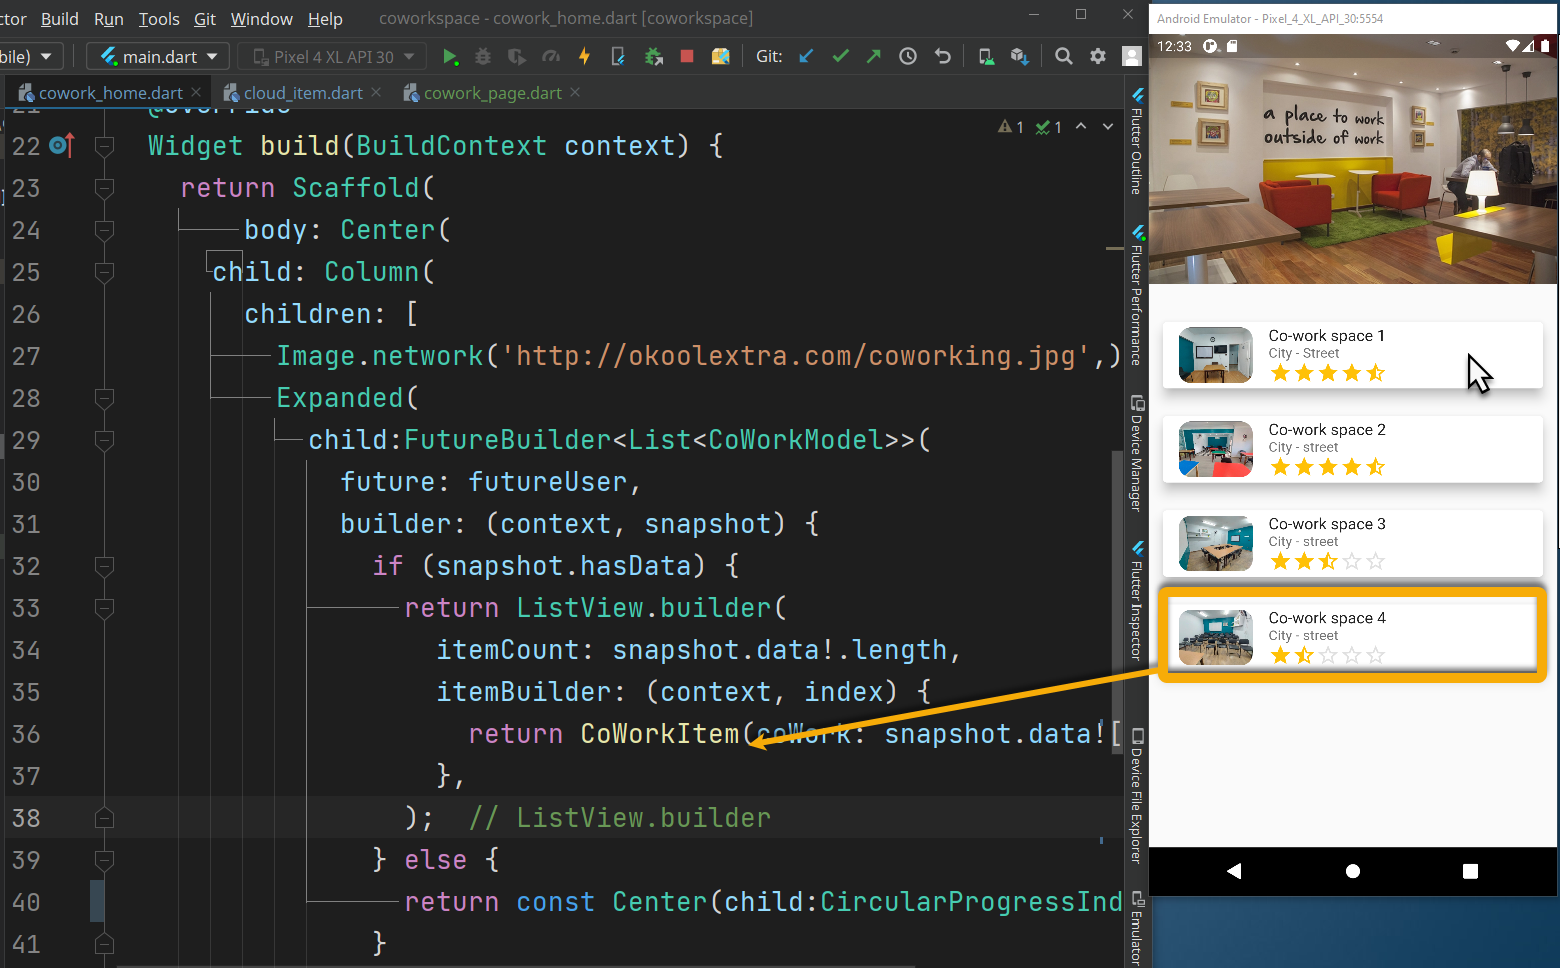 ctor Build Run Tools Git Window Help coworkspace - cowork_home.dart [coworkspace]
bile) main.dart Pixel 4 XL API 30 Git:
cowork_home.dart cloud_item.dart cowork_page.dart
1 1
22 Widget build(BuildContext context) {
23 return Scaffold(
24 body: Center(
25 child: Column(
26 children: [
27 Image.network('http://okoolextra.com/coworking.jpg',)
28 Expanded(
29 child:FutureBuilder<List<CoWorkModel>>(
30 future: futureUser,
31 builder: (context, snapshot) {
32 if (snapshot.hasData) {
33 return ListView.builder(
34 itemCount: snapshot.data!.length,
35 itemBuilder: (context, index) {
36 return CoWorkItem(coWork: snapshot.data![
37 },
38 ); // ListView.builder
39 } else {
40 return const Center(child:CircularProgressInd
41 }
Flutter Outline
Flutter Performance
Device Manager
Flutter Inspector
Device File Explorer
Emulator
Android Emulator - Pixel_4_XL_API_30:5554
12:33
a place to work
outside of work
Co-work space 1
City - Street
Co-work space 2
City - street
Co-work space 3
City - street
Co-work space 4
City - street